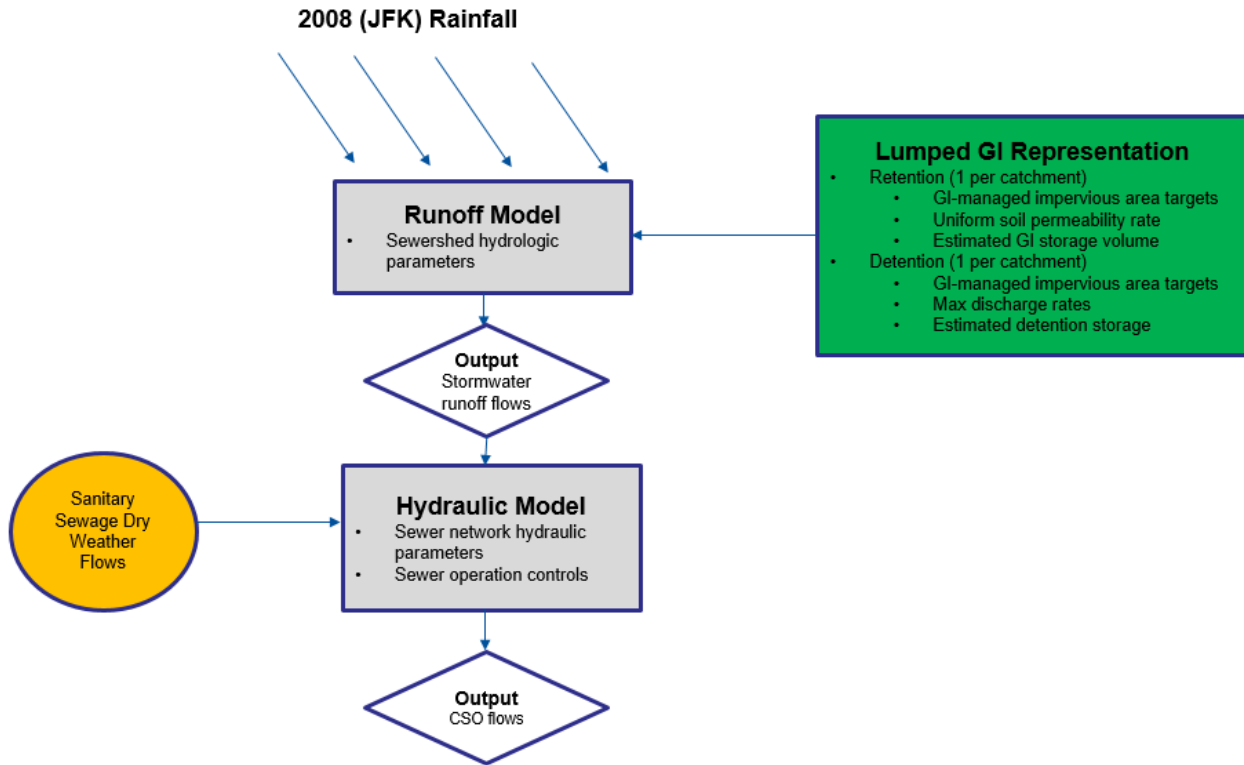 2008 (JFK) Rainfall
Lumped GI Representation
• Retention (1 per catchment)
• GI-managed impervious area targets
• Uniform soil permeability rate
• Estimated GI storage volume
• Detention (1 per catchment)
• GI-managed impervious area targets
• Max discharge rates
• Estimated detention storage
Runoff Model
• Sewershed hydrologic
parameters
Output
Stormwater
runoff flows
Sanitary
Sewage Dry
Weather
Flows
Hydraulic Model
• Sewer network hydraulic
parameters
• Sewer operation controls
Output
CSO flows